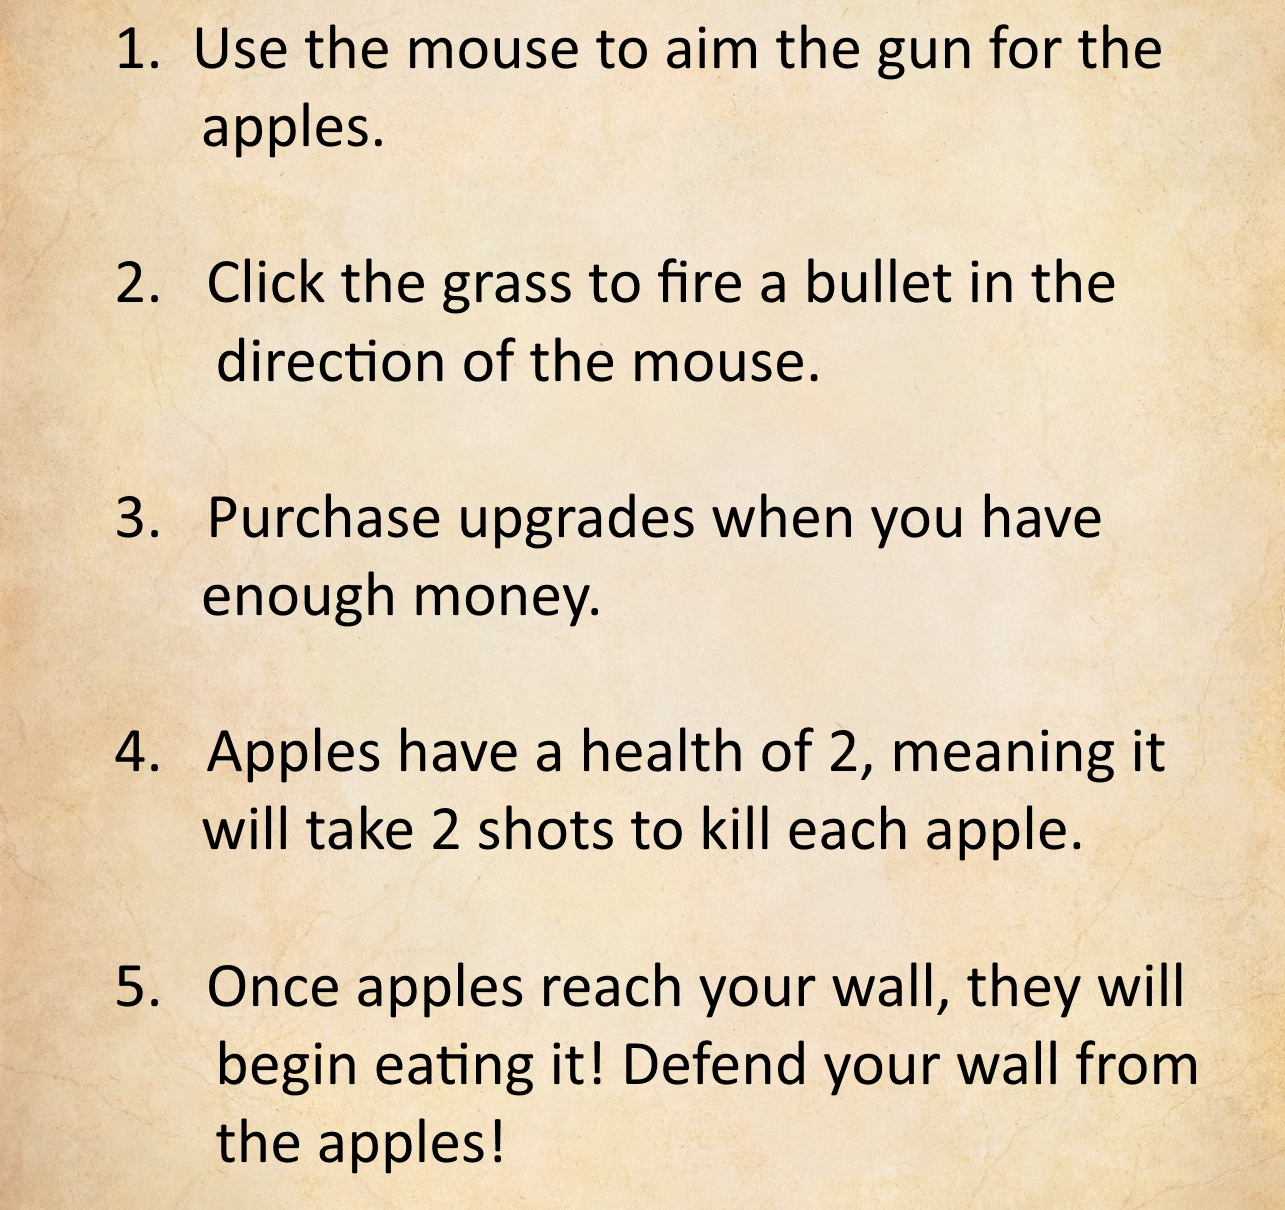 1. Use the mouse to aim the gun for the
apples.
2. Click the grass to fire a bullet in the
direction of the mouse.
3. Purchase upgrades when you have
enough money.
4. Apples have a health of 2, meaning it
will take 2 shots to kill each apple.
5. Once apples reach your wall, they will
begin eating it! Defend your wall from
the apples!